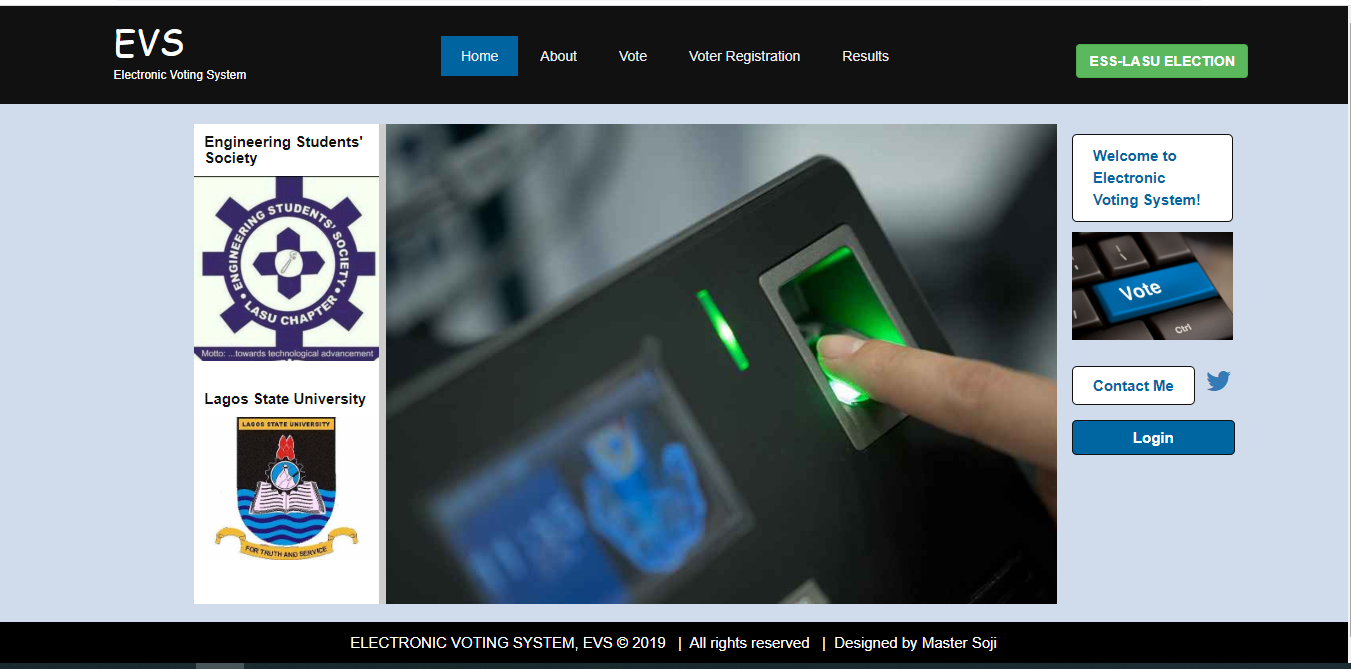 EVS
Electronic Voting System
Home About Vote Voter Registration Results
ESS-LASU ELECTION
Engineering Students'
Society
ENGINEERING STUDENTS' SOCIETY
LASU CHAPTER
Motto: ...towards technological advancement
Lagos State University
LAGOS STATE UNIVERSITY
FOR TRUTH AND SERVICE
Welcome to
Electronic
Voting System!
Vote
Ctrl
Contact Me
Login
ELECTRONIC VOTING SYSTEM, EVS © 2019 | All rights reserved | Designed by Master Soji